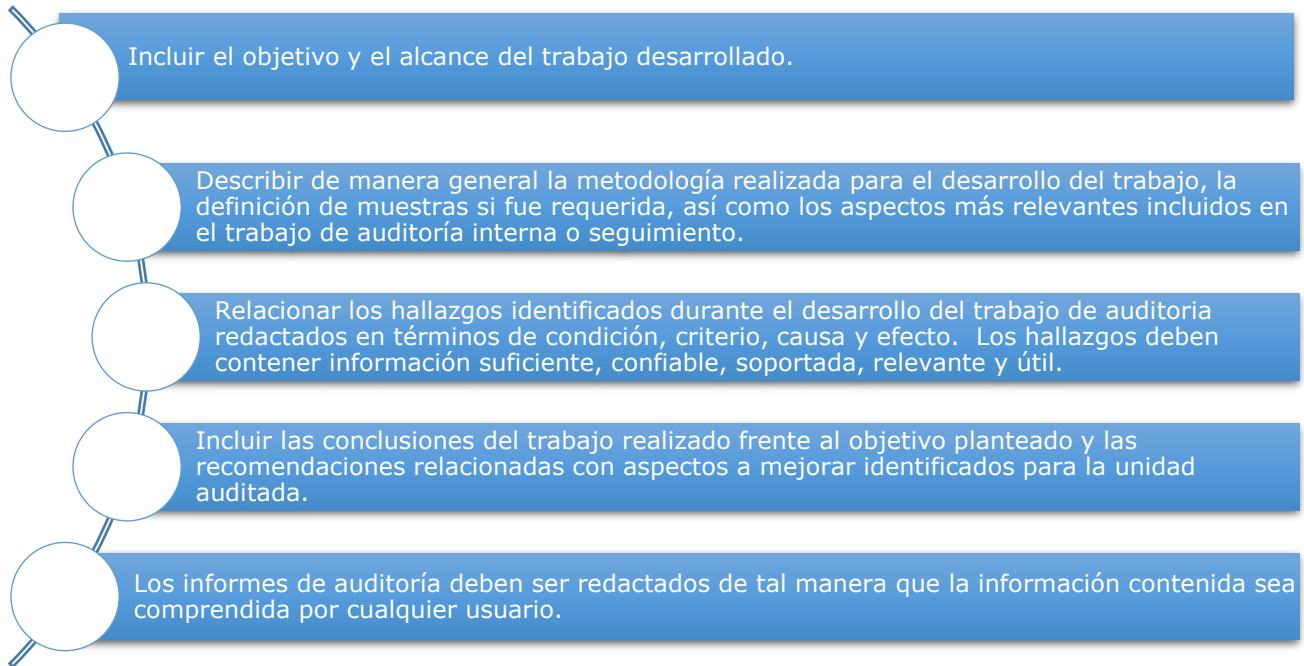 Incluir el objetivo y el alcance del trabajo desarrollado.
Describir de manera general la metodología realizada para el desarrollo del trabajo, la
definición de muestras si fue requerida, así como los aspectos más relevantes incluidos en
el trabajo de auditoría interna o seguimiento.
Relacionar los hallazgos identificados durante el desarrollo del trabajo de auditoria
redactados en términos de condición, criterio, causa y efecto.  Los hallazgos deben
contener información suficiente, confiable, soportada, relevante y útil.
Incluir las conclusiones del trabajo realizado frente al objetivo planteado y las
recomendaciones relacionadas con aspectos a mejorar identificados para la unidad
auditada.
Los informes de auditoría deben ser redactados de tal manera que la información contenida sea
comprendida por cualquier usuario.